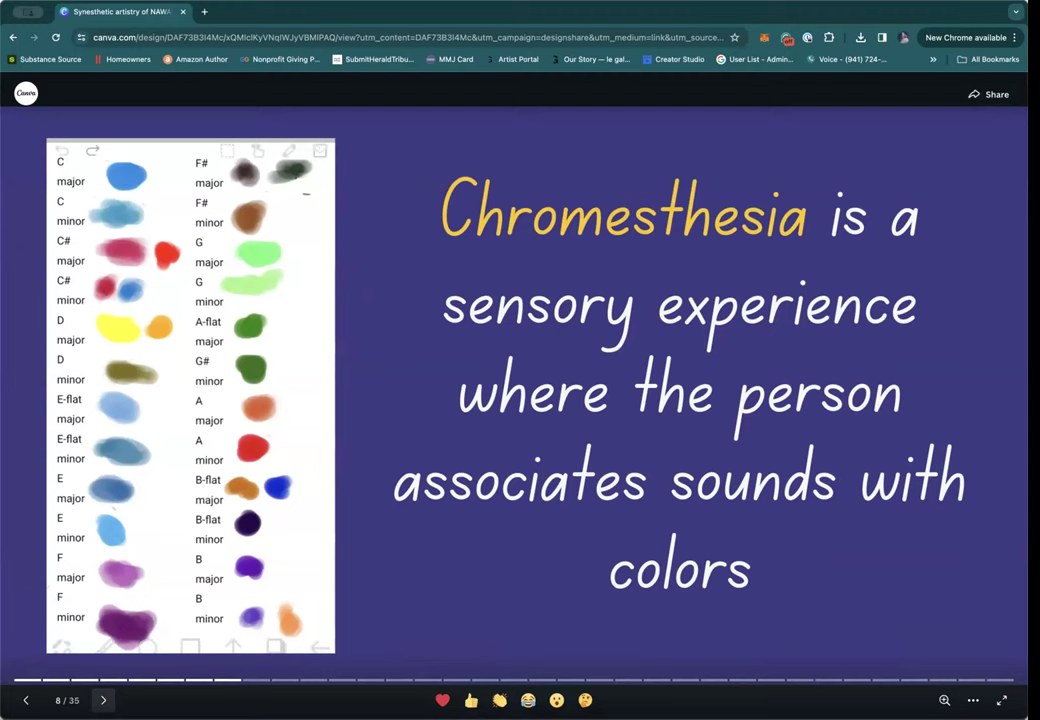 Synesthetic artistry of NAWA
canva.com/design/DAF73B3I4Mc/xQMlclKyVNqIWJyVBMlPAQ/view?utm_content=DAF73B3I4Mc&utm_campaign=designshare&utm_medium=link&utm_source...
New Chrome available
Substance Source
Homeowners
Amazon Author
Nonprofit Giving P...
SubmitHeraldTribu...
MMJ Card
Artist Portal
Our Story — le gal...
Creator Studio
User List - Admin...
Voice - (941) 724-...
All Bookmarks
Canva
Share
C
major
C
minor
C#
major
C#
minor
D
major
D
minor
E-flat
major
E-flat
minor
E
major
E
minor
F
major
F
minor
F#
major
F#
minor
G
major
G
minor
A-flat
major
G#
minor
A
major
A
minor
B-flat
major
B-flat
minor
B
major
B
minor
Chromesthesia is a
sensory experience
where the person
associates sounds with
colors
8 / 35